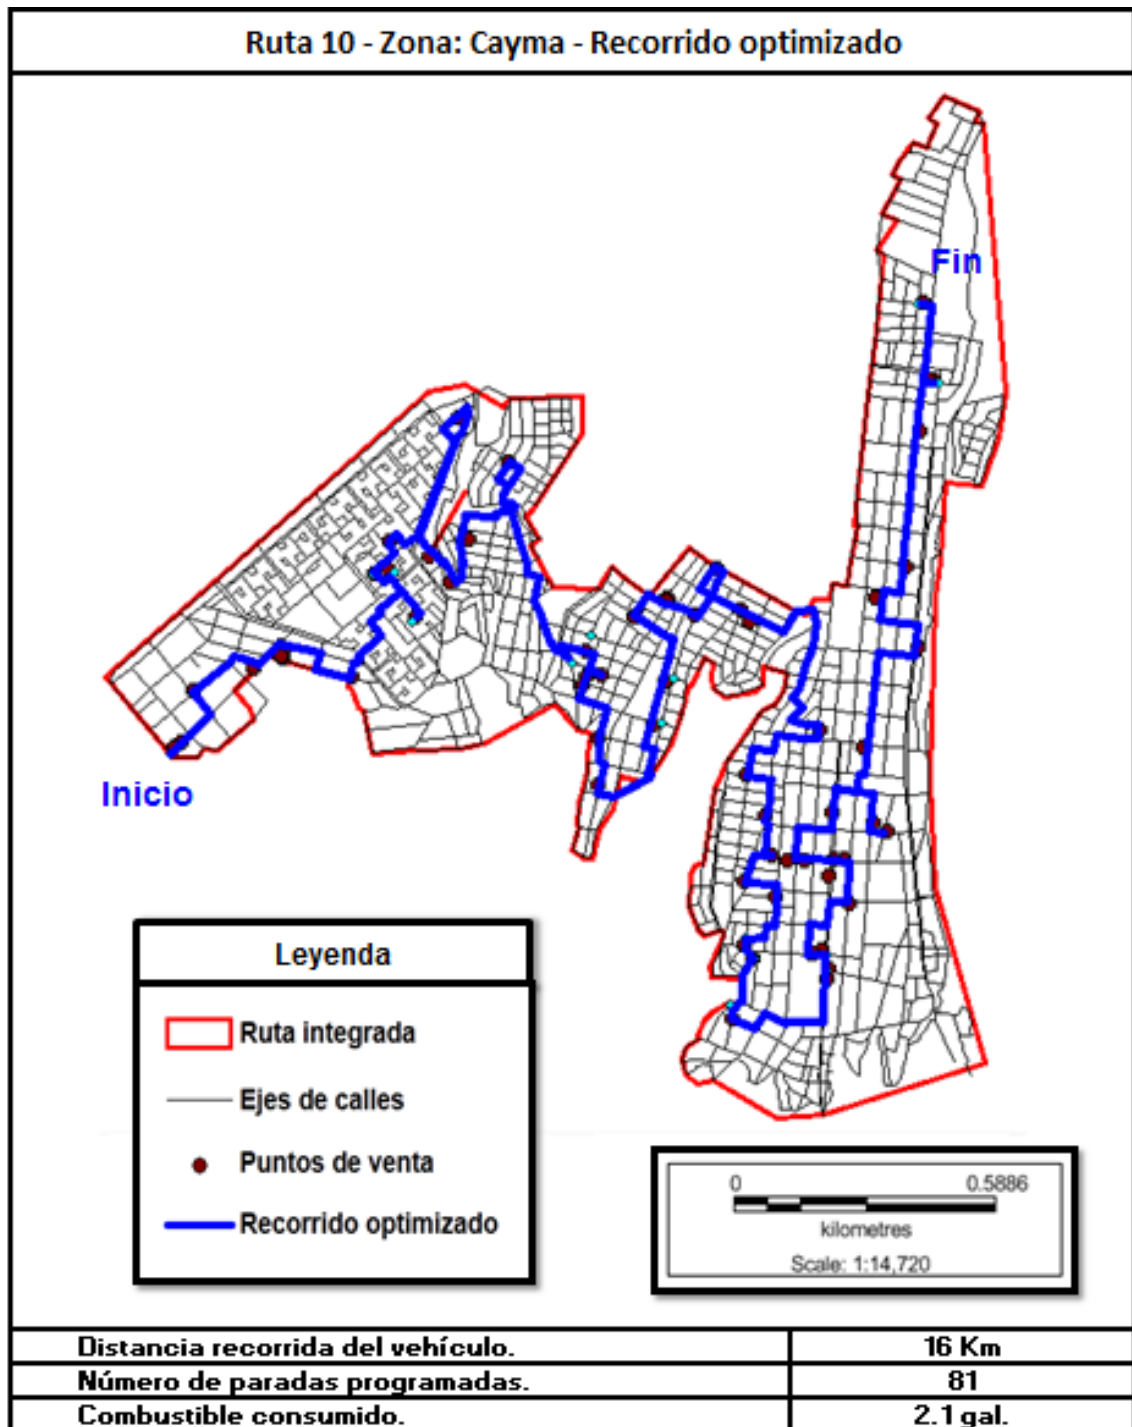 Ruta 10 - Zona: Cayma - Recorrido optimizado
Fin
Inicio
Leyenda
Ruta integrada
Ejes de calles
Puntos de venta
Recorrido optimizado
0 0.5886
kilometres
Scale: 1:14,720
Distancia recorrida del vehículo. 16 Km
Número de paradas programadas. 81
Combustible consumido. 2.1 gal.